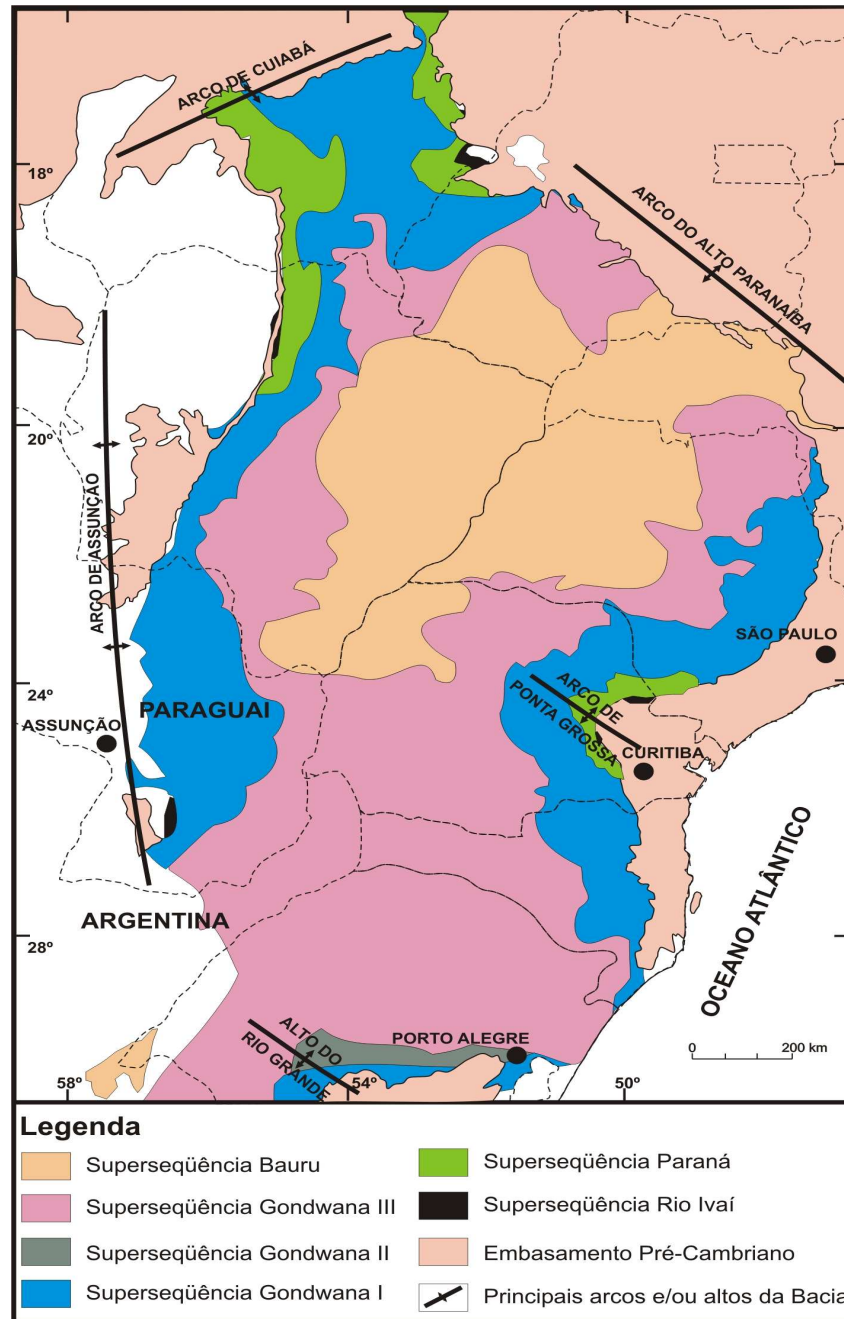 ARCO DE CUIABÁ
18º
ARCO DO ALTO PARANAÍBA
20º
ARCO DE ASSUNÇÃO
SÃO PAULO
24º
PARAGUAI
ARCO DE
PONTA GROSSA
ASSUNÇÃO
CURITIBA
ARGENTINA
28º
OCEANO ATLÂNTICO
ALTO DO
RIO GRANDE
PORTO ALEGRE
0 200 km
58º
54º
50º
Legenda
Superseqüência Bauru
Superseqüência Gondwana III
Superseqüência Gondwana II
Superseqüência Gondwana I
Superseqüência Paraná
Superseqüência Rio Ivaí
Embasamento Pré-Cambriano
Principais arcos e/ou altos da Bacia